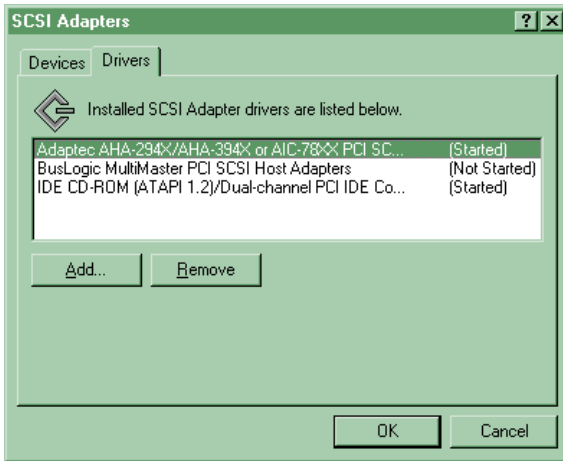 SCSI Adapters
Devices Drivers
Installed SCSI Adapter drivers are listed below.
Adaptec AHA-294X/AHA-394X or AIC-78XX PCI SC... (Started)
BusLogic MultiMaster PCI SCSI Host Adapters (Not Started)
IDE CD-ROM (ATAPI 1.2)/Dual-channel PCI IDE Co... (Started)
Add... Remove
OK Cancel